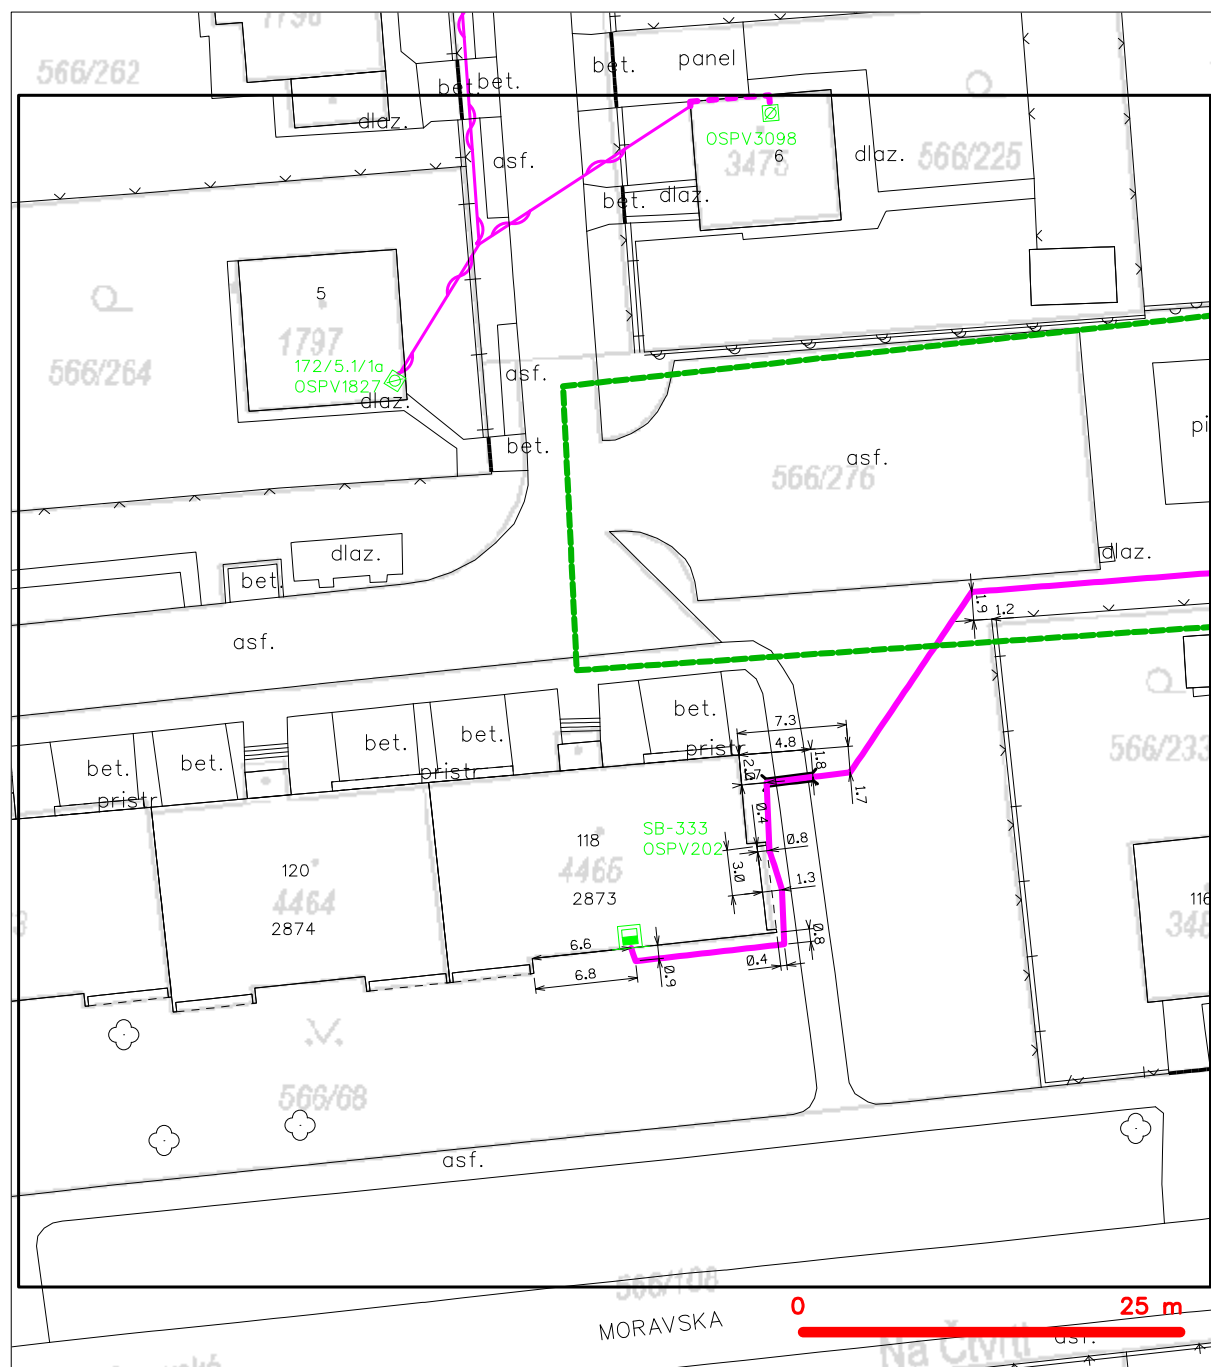 1796
566/262
bet.
panel
bet.
bet.
dlaz.
OSPV3098
6
3475
dlaz.
566/225
asf.
bet.
dlaz.
5
1797
172/5.1/1a
OSPV1827
dlaz.
566/264
asf.
bet.
asf.
566/276
pi
dlaz.
dlaz.
bet.
1.9
1.2
asf.
bet.
7.3
4.8
1.8
566/233
bet.
bet.
pristr.
bet.
bet.
pristr.
2.0
1.7
pristr.
0.4
118
SB-333
OSPV202
0.8
4465
3.0
1.3
120
4464
2873
2874
116
348
6.6
0.8
6.8
0.9
0.4
.V.
566/68
asf.
566/108
0
25 m
MORAVSKA
Na Čtvrti
asf.